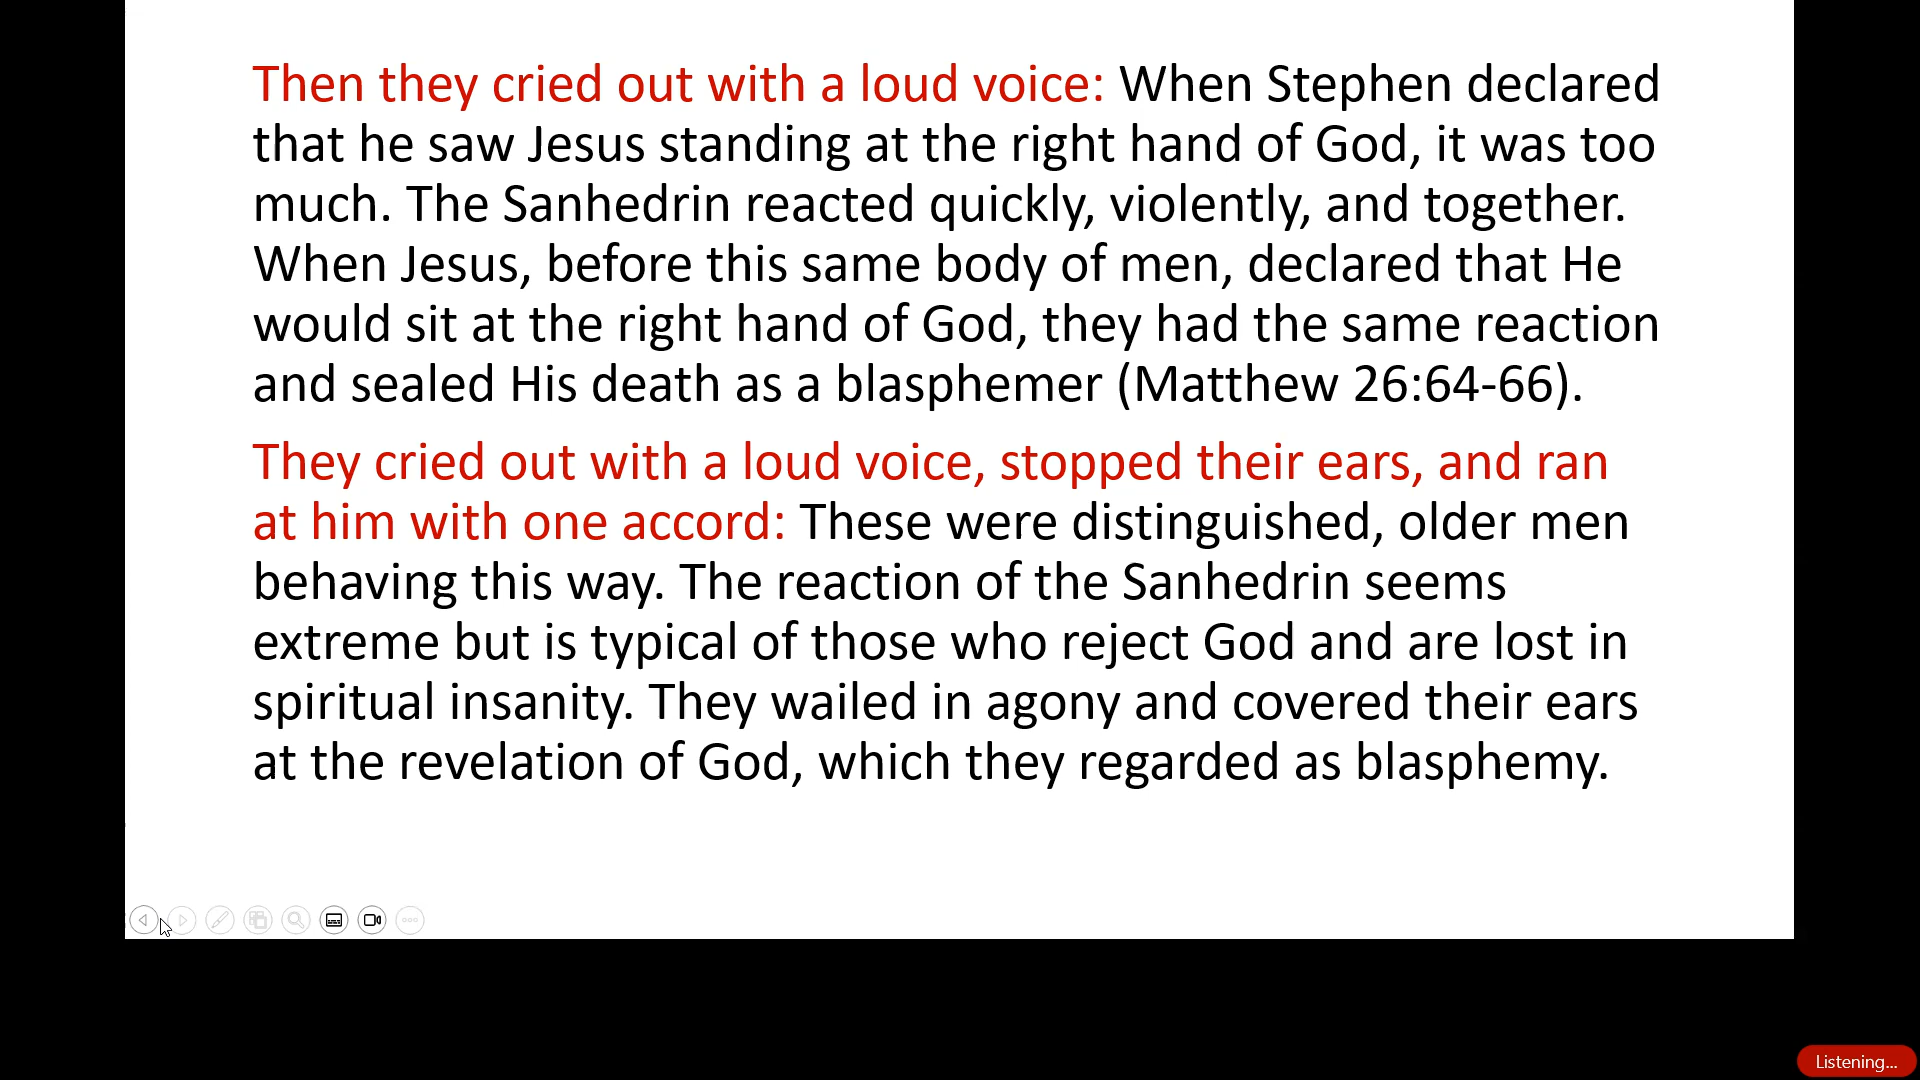 Then they cried out with a loud voice: When Stephen declared
that he saw Jesus standing at the right hand of God, it was too
much. The Sanhedrin reacted quickly, violently, and together.
When Jesus, before this same body of men, declared that He
would sit at the right hand of God, they had the same reaction
and sealed His death as a blasphemer (Matthew 26:64-66).
They cried out with a loud voice, stopped their ears, and ran
at him with one accord: These were distinguished, older men
behaving this way. The reaction of the Sanhedrin seems
extreme but is typical of those who reject God and are lost in
spiritual insanity. They wailed in agony and covered their ears
at the revelation of God, which they regarded as blasphemy.
Listening...